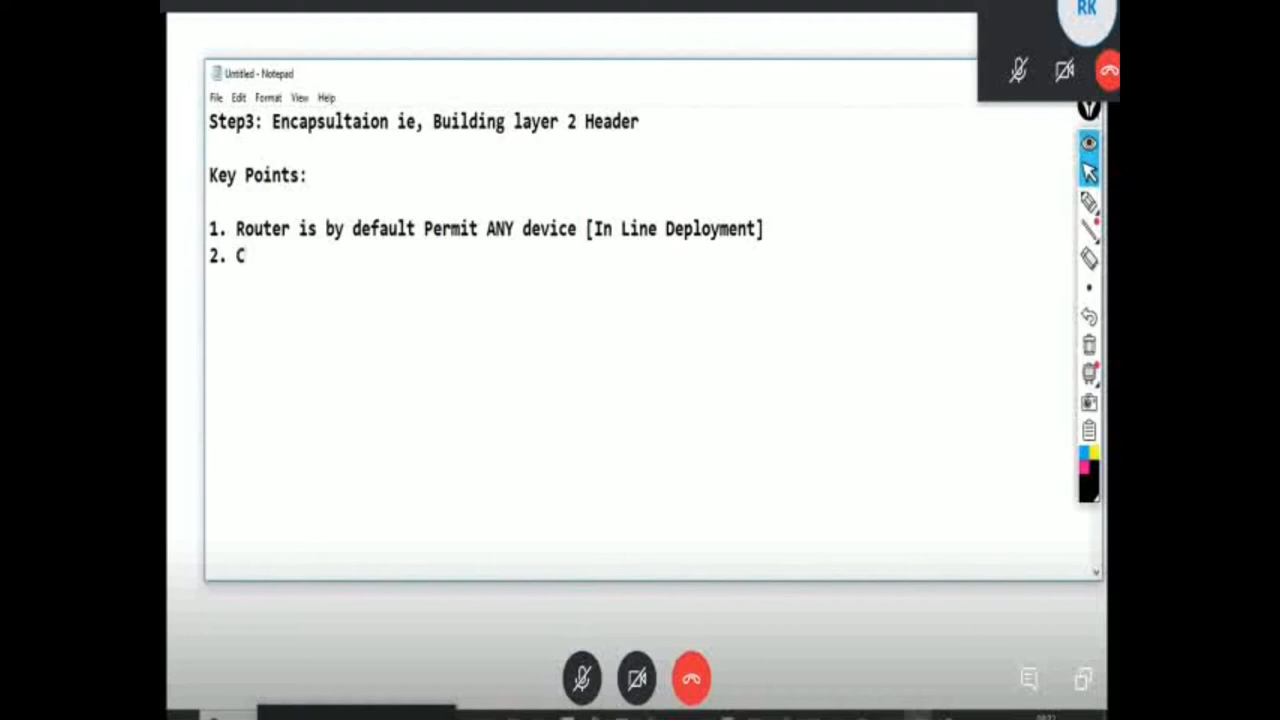 RK
Untitled - Notepad
File Edit Format View Help
Step3: Encapsultaion ie, Building layer 2 Header
Key Points:
1. Router is by default Permit ANY device [In Line Deployment]
2. C